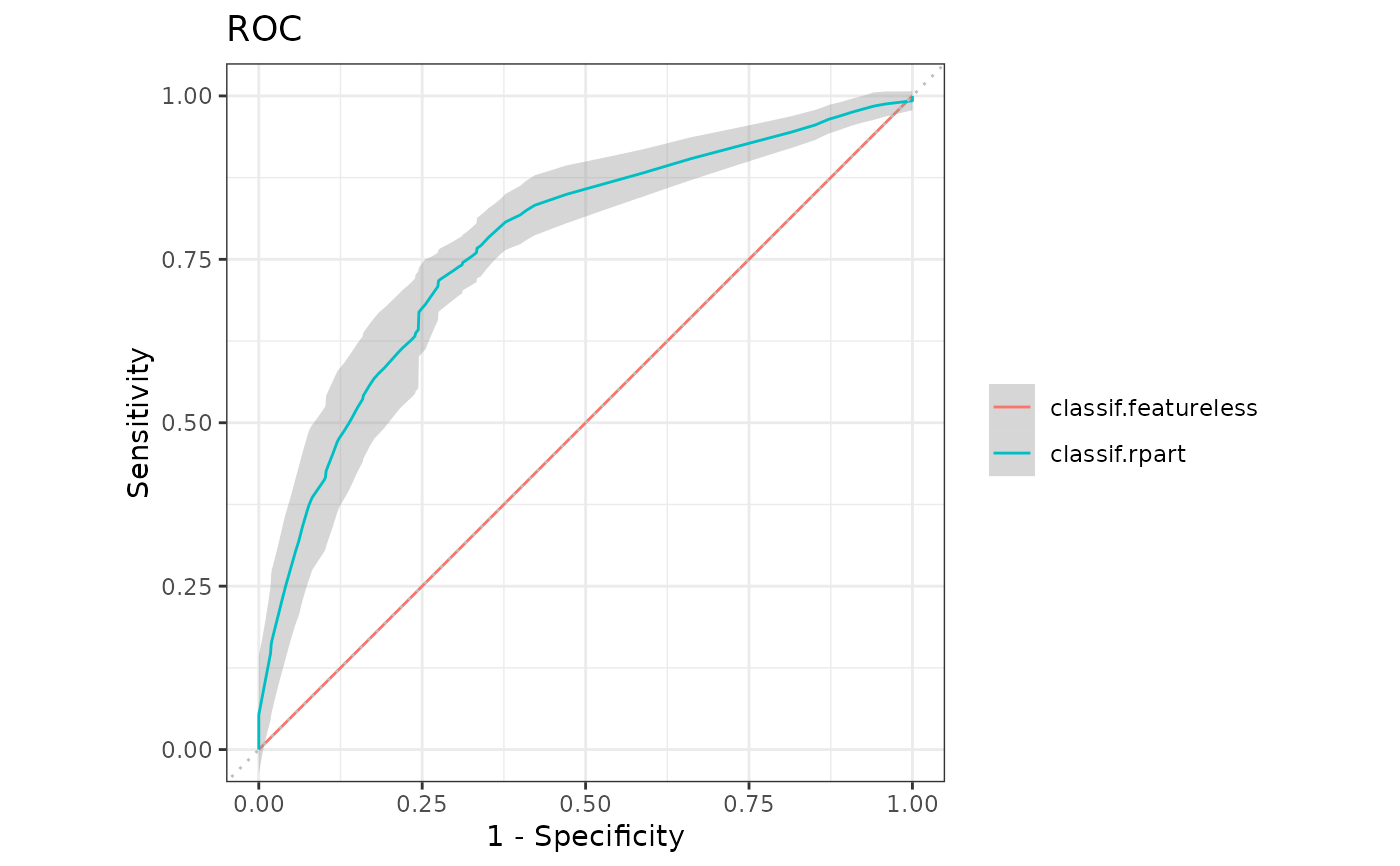 ROC
1.00
0.75
0.50
0.25
0.00
Sensitivity
0.00 0.25 0.50 0.75 1.00
1 - Specificity
classif.featureless
classif.rpart